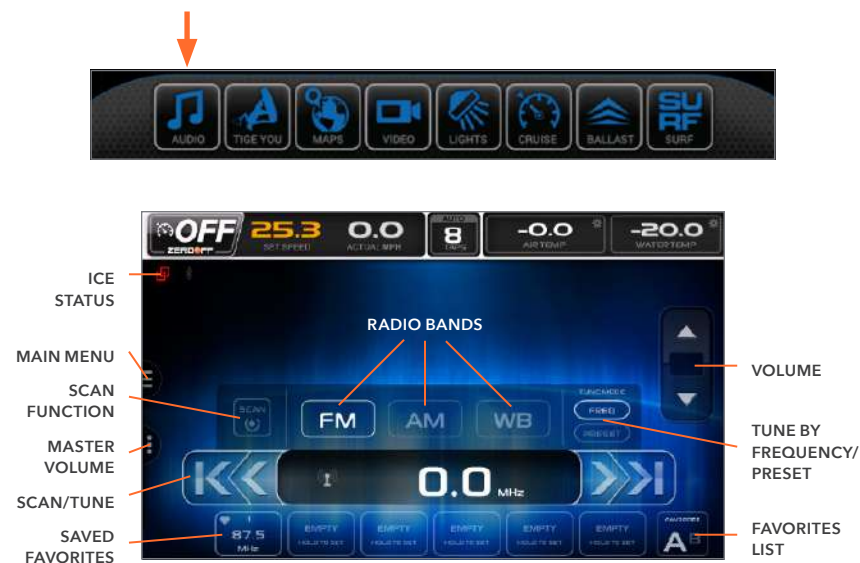 AUDIO TIGE YOU MAPS VIDEO LIGHTS CRUISE BALLAST SURF
SU
RF
OFF 25.3 0.0 AUTO 8 -0.0 ° -20.0 °
ZEROOFF SET SPEED ACTUAL MPH TAPS AIR TEMP WATER TEMP
ICE
STATUS
RADIO BANDS
MAIN MENU
VOLUME
SCAN
FUNCTION
SCAN
FM AM WB
TUNE MODE
FREQ
PRESET
TUNE BY
FREQUENCY/
PRESET
MASTER
VOLUME
SCAN/TUNE
0.0 MHz
SAVED
FAVORITES
1
87.5
MHz
EMPTY EMPTY EMPTY EMPTY EMPTY
HOLD TO SET HOLD TO SET HOLD TO SET HOLD TO SET HOLD TO SET
FAVORITES
A B
FAVORITES
LIST